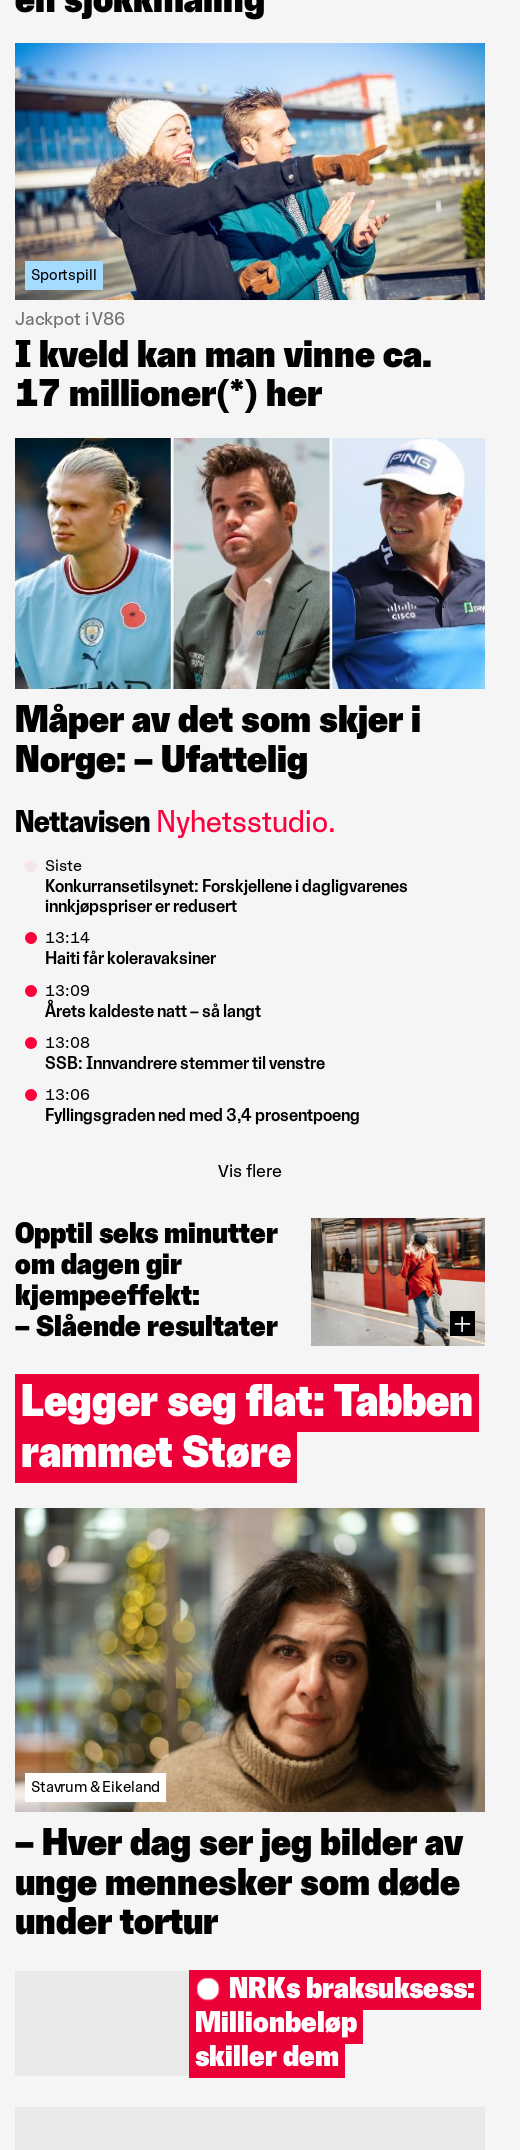 en sjokkmåling
Sportspill
Jackpot i V86
I kveld kan man vinne ca.
17 millioner(*) her
PING
CISCO
ETIHAD
Måper av det som skjer i
Norge: – Ufattelig
Nettavisen Nyhetsstudio.
Siste
Konkurransetilsynet: Forskjellene i dagligvarenes
innkjøpspriser er redusert
13:14
Haiti får koleravaksiner
13:09
Årets kaldeste natt – så langt
13:08
SSB: Innvandrere stemmer til venstre
13:06
Fyllingsgraden ned med 3,4 prosentpoeng
Vis flere
Opptil seks minutter
om dagen gir
kjempeeffekt:
– Slående resultater
Legger seg flat: Tabben
rammet Støre
Stavrum & Eikeland
– Hver dag ser jeg bilder av
unge mennesker som døde
under tortur
NRKs braksuksess:
Millionbeløp
skiller dem